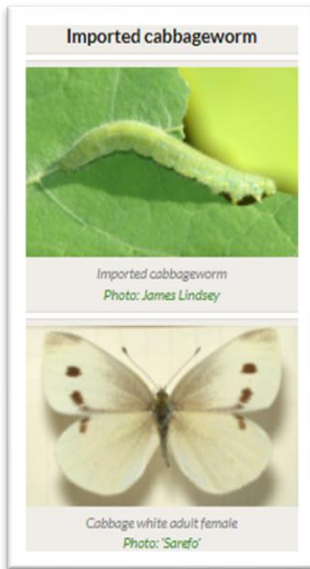 Imported cabbageworm
Imported cabbageworm
Photo: James Lindsey
Cabbage white adult female
Photo: 'Sarefo'